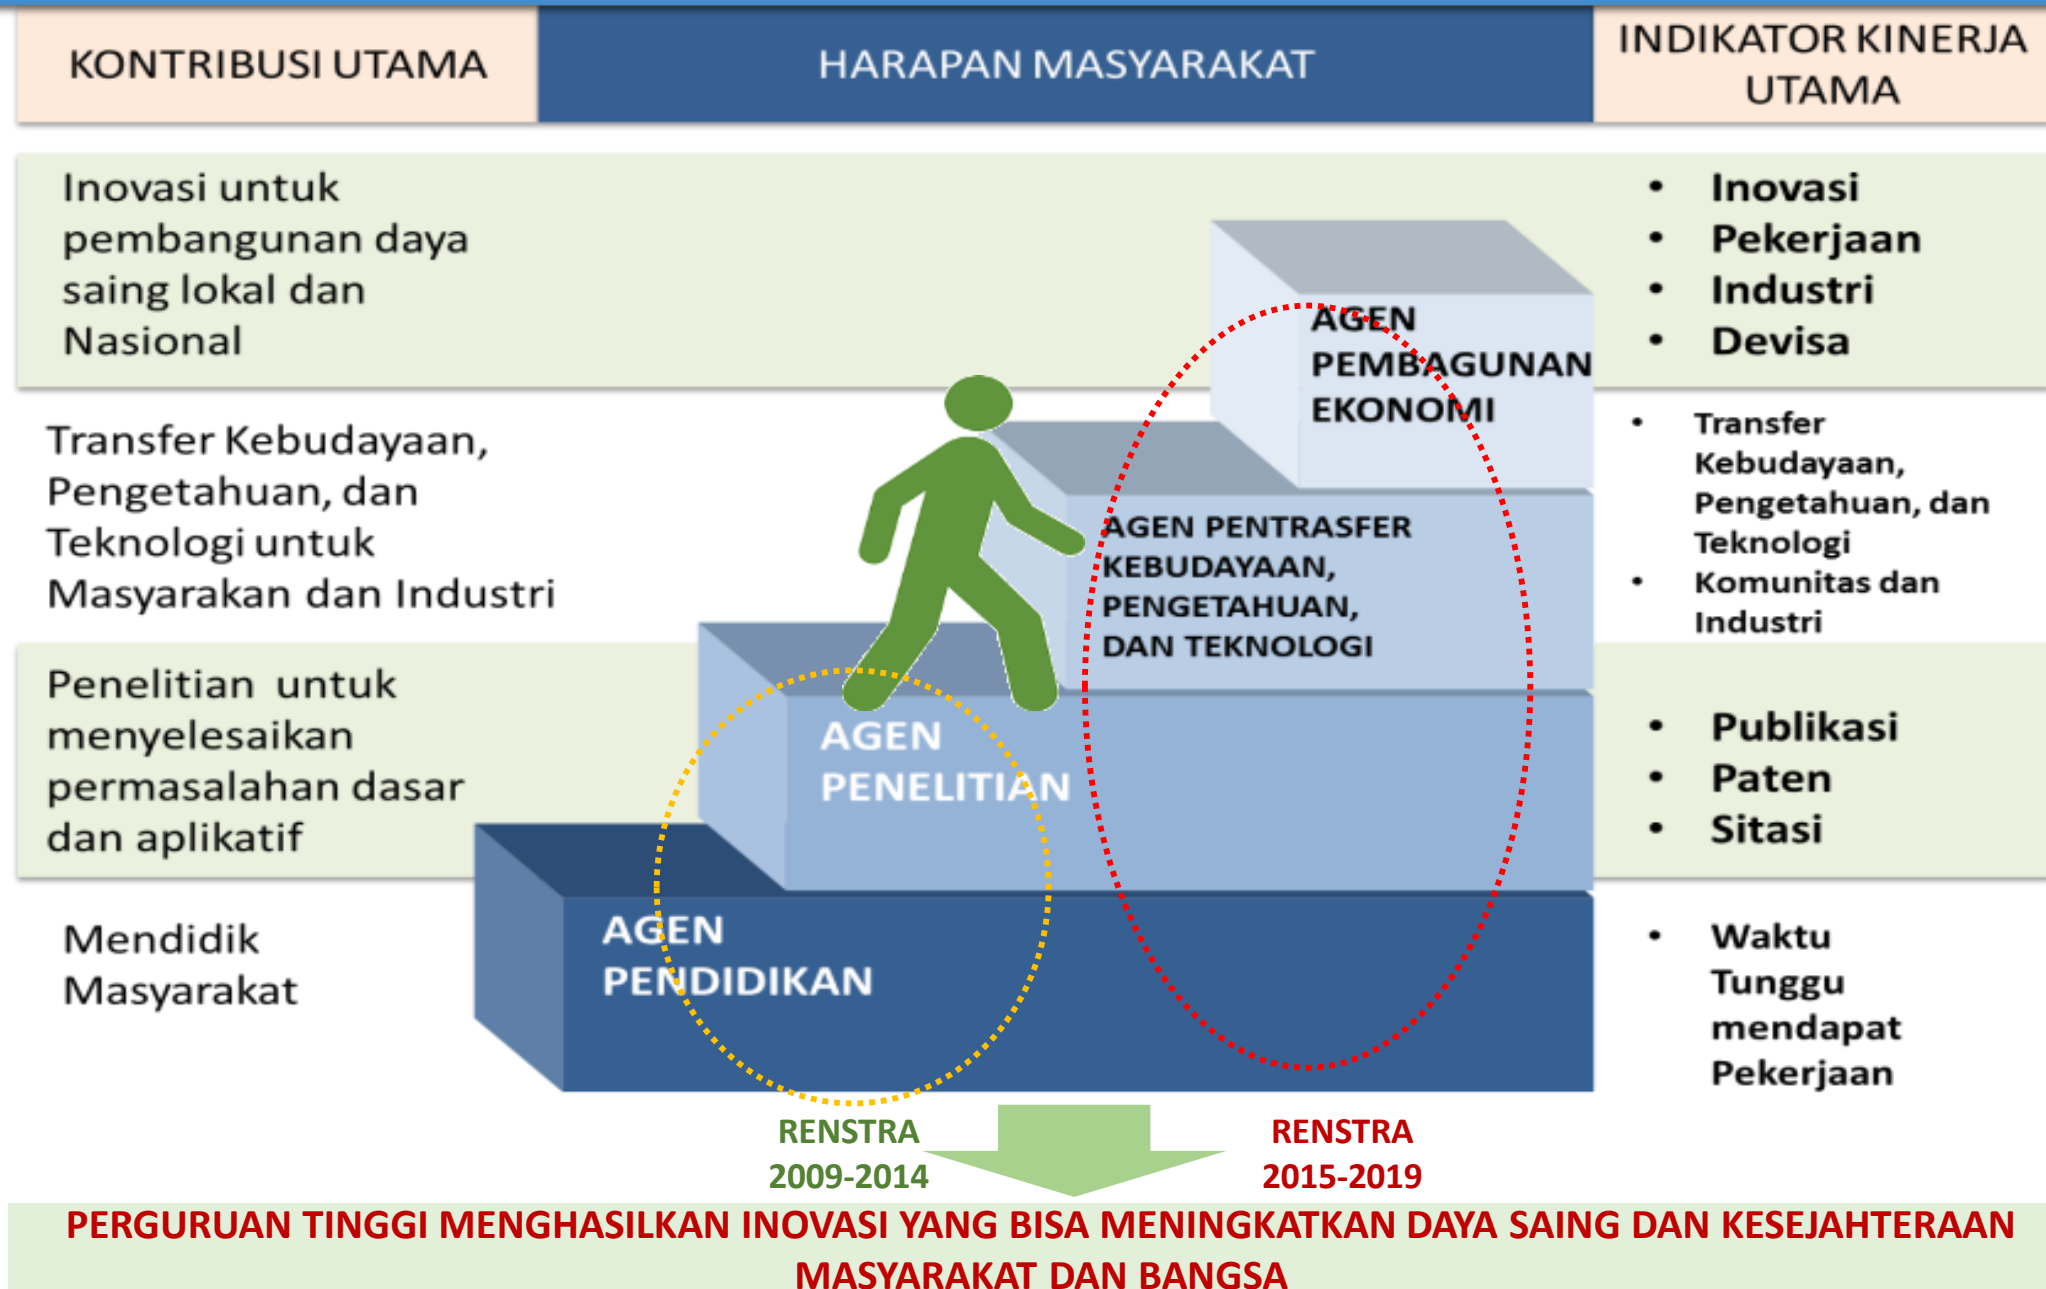 KONTRIBUSI UTAMA
HARAPAN MASYARAKAT
INDIKATOR KINERJA
UTAMA
Inovasi untuk
pembangunan daya
saing lokal dan
Nasional
AGEN
PEMBAGUNAN
EKONOMI
• Inovasi
• Pekerjaan
• Industri
• Devisa
Transfer Kebudayaan,
Pengetahuan, dan
Teknologi untuk
Masyarakan dan Industri
AGEN PENTRASFER
KEBUDAYAAN,
PENGETAHUAN,
DAN TEKNOLOGI
• Transfer
Kebudayaan,
Pengetahuan, dan
Teknologi
• Komunitas dan
Industri
Penelitian untuk
menyelesaikan
permasalahan dasar
dan aplikatif
AGEN
PENELITIAN
• Publikasi
• Paten
• Sitasi
Mendidik
Masyarakat
AGEN
PENDIDIKAN
• Waktu
Tunggu
mendapat
Pekerjaan
RENSTRA
2009-2014
RENSTRA
2015-2019
PERGURUAN TINGGI MENGHASILKAN INOVASI YANG BISA MENINGKATKAN DAYA SAING DAN KESEJAHTERAAN
MASYARAKAT DAN BANGSA